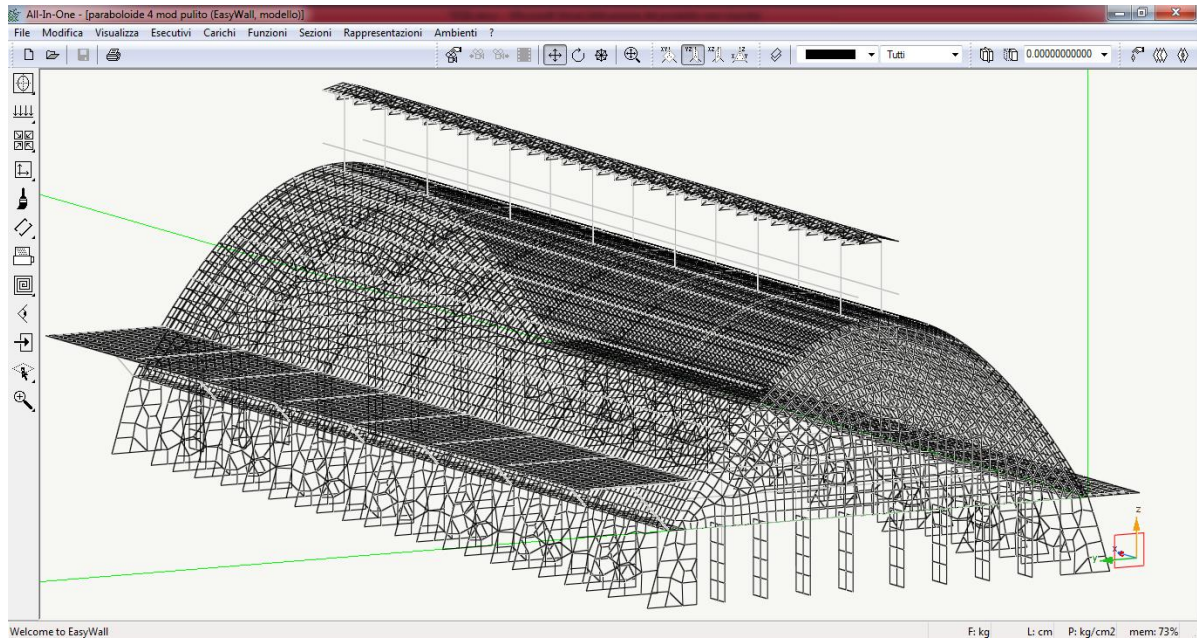 All-In-One - [paraboloide 4 mod pulito (EasyWall, modello)]
File Modifica Visualizza Esecutivi Carichi Funzioni Sezioni Rappresentazioni Ambienti ?
Tutti 0.00000000000
z
x
Y
Welcome to EasyWall F: kg L: cm P: kg/cm2 mem: 73%